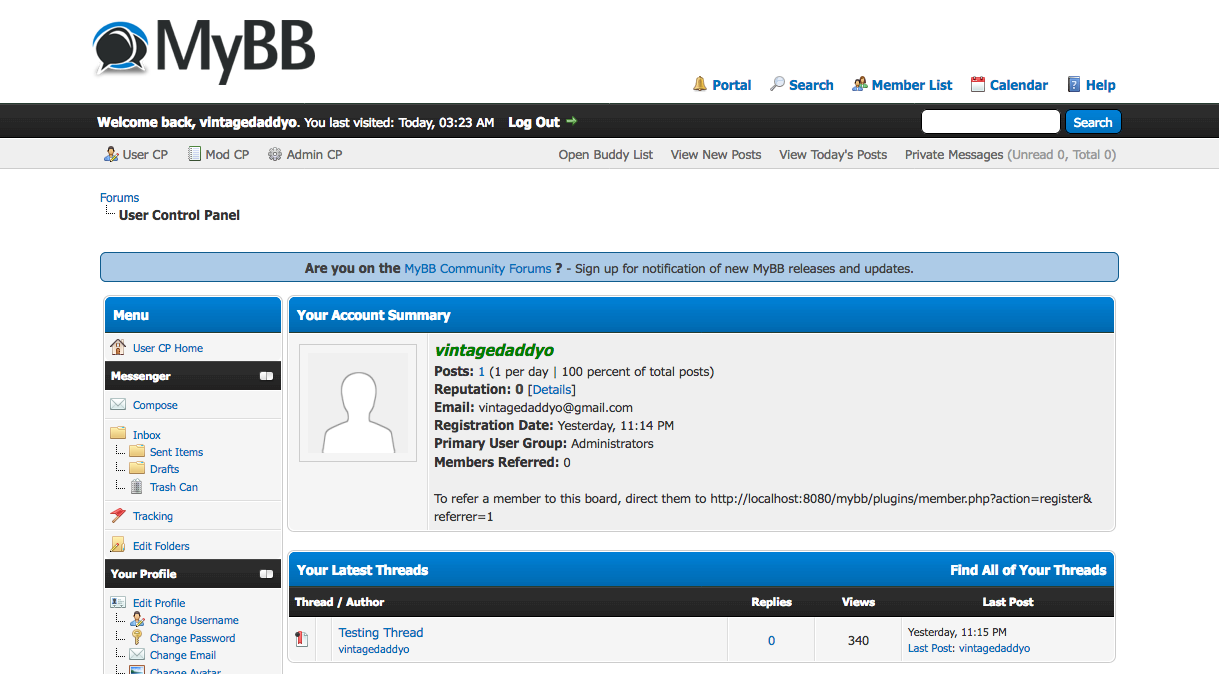 MyBB
Portal Search Member List Calendar Help
Welcome back, vintagedaddyo. You last visited: Today, 03:23 AM Log Out
Search
User CP Mod CP Admin CP
Open Buddy List View New Posts View Today's Posts Private Messages (Unread 0, Total 0)
Forums
User Control Panel
Are you on the MyBB Community Forums ? - Sign up for notification of new MyBB releases and updates.
Menu
User CP Home
Messenger
Compose
Inbox
Sent Items
Drafts
Trash Can
Tracking
Edit Folders
Your Profile
Edit Profile
Change Username
Change Password
Change Email
Change Avatar
Your Account Summary
vintagedaddyo
Posts: 1 (1 per day | 100 percent of total posts)
Reputation: 0 [Details]
Email: vintagedaddyo@gmail.com
Registration Date: Yesterday, 11:14 PM
Primary User Group: Administrators
Members Referred: 0
To refer a member to this board, direct them to http://localhost:8080/mybb/plugins/member.php?action=register&
referrer=1
Your Latest Threads Find All of Your Threads
Thread / Author Replies Views Last Post
Testing Thread
vintagedaddyo
0
340
Yesterday, 11:15 PM
Last Post: vintagedaddyo